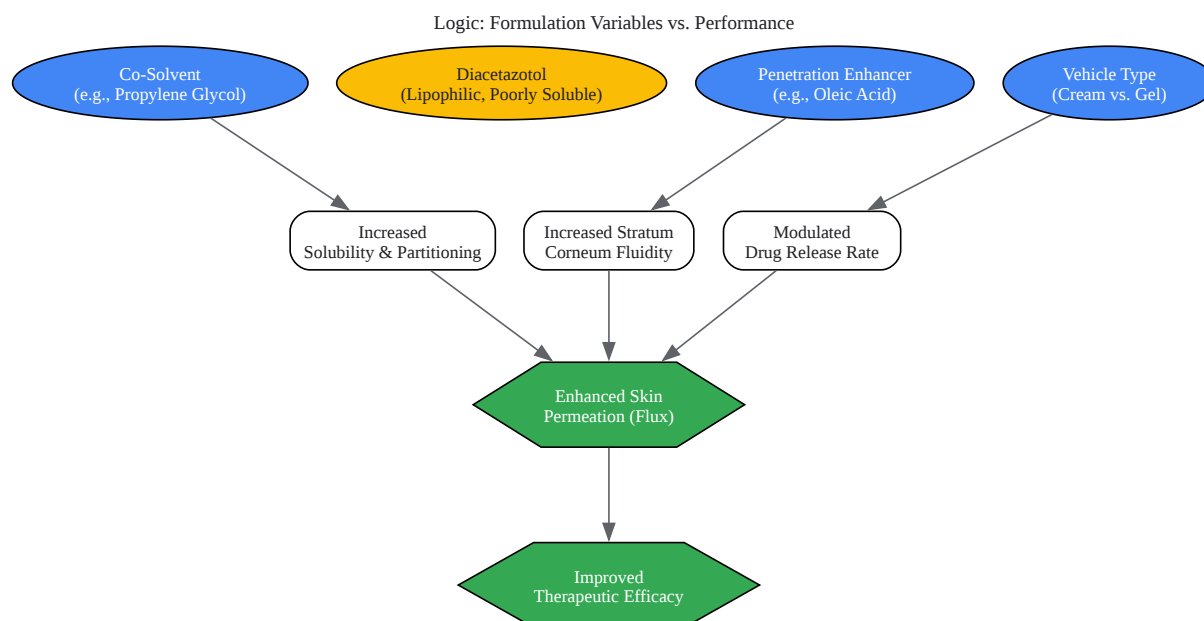 Logic: Formulation Variables vs. Performance
Co-Solvent
(e.g., Propylene Glycol)
Diacetazotol
(Lipophilic, Poorly Soluble)
Penetration Enhancer
(e.g., Oleic Acid)
Vehicle Type
(Cream vs. Gel)
Increased
Solubility & Partitioning
Increased Stratum
Corneum Fluidity
Modulated
Drug Release Rate
Enhanced Skin
Permeation (Flux)
Improved
Therapeutic Efficacy